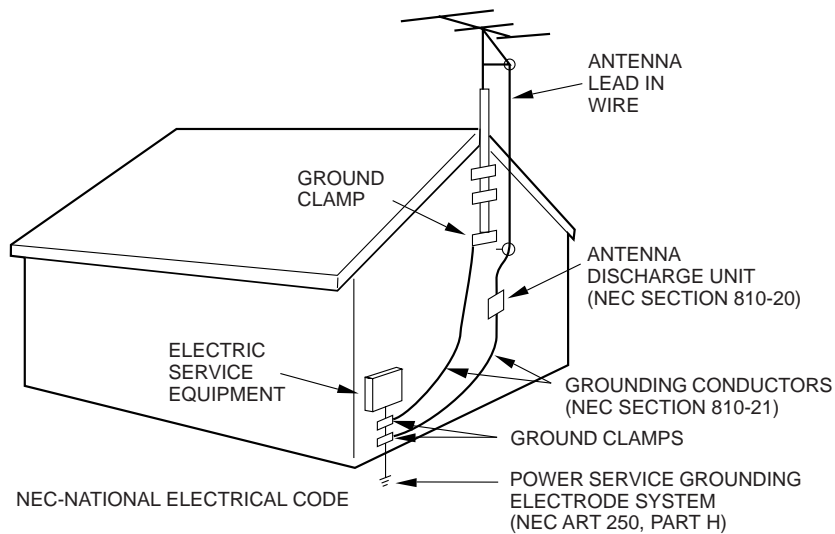 ANTENNA
LEAD IN
WIRE
GROUND
CLAMP
ANTENNA
DISCHARGE UNIT
(NEC SECTION 810-20)
ELECTRIC
SERVICE
EQUIPMENT
GROUNDING CONDUCTORS
(NEC SECTION 810-21)
GROUND CLAMPS
POWER SERVICE GROUNDING
ELECTRODE SYSTEM
(NEC ART 250, PART H)
NEC-NATIONAL ELECTRICAL CODE